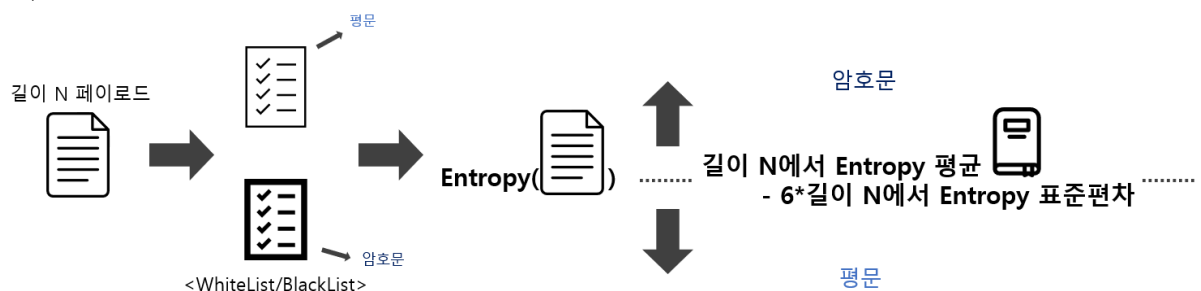 평문
길이 N 페이로드
암호문
<WhiteList/BlackList>
Entropy( )
암호문
길이 N에서 Entropy 평균
- 6*길이 N에서 Entropy 표준편차
평문